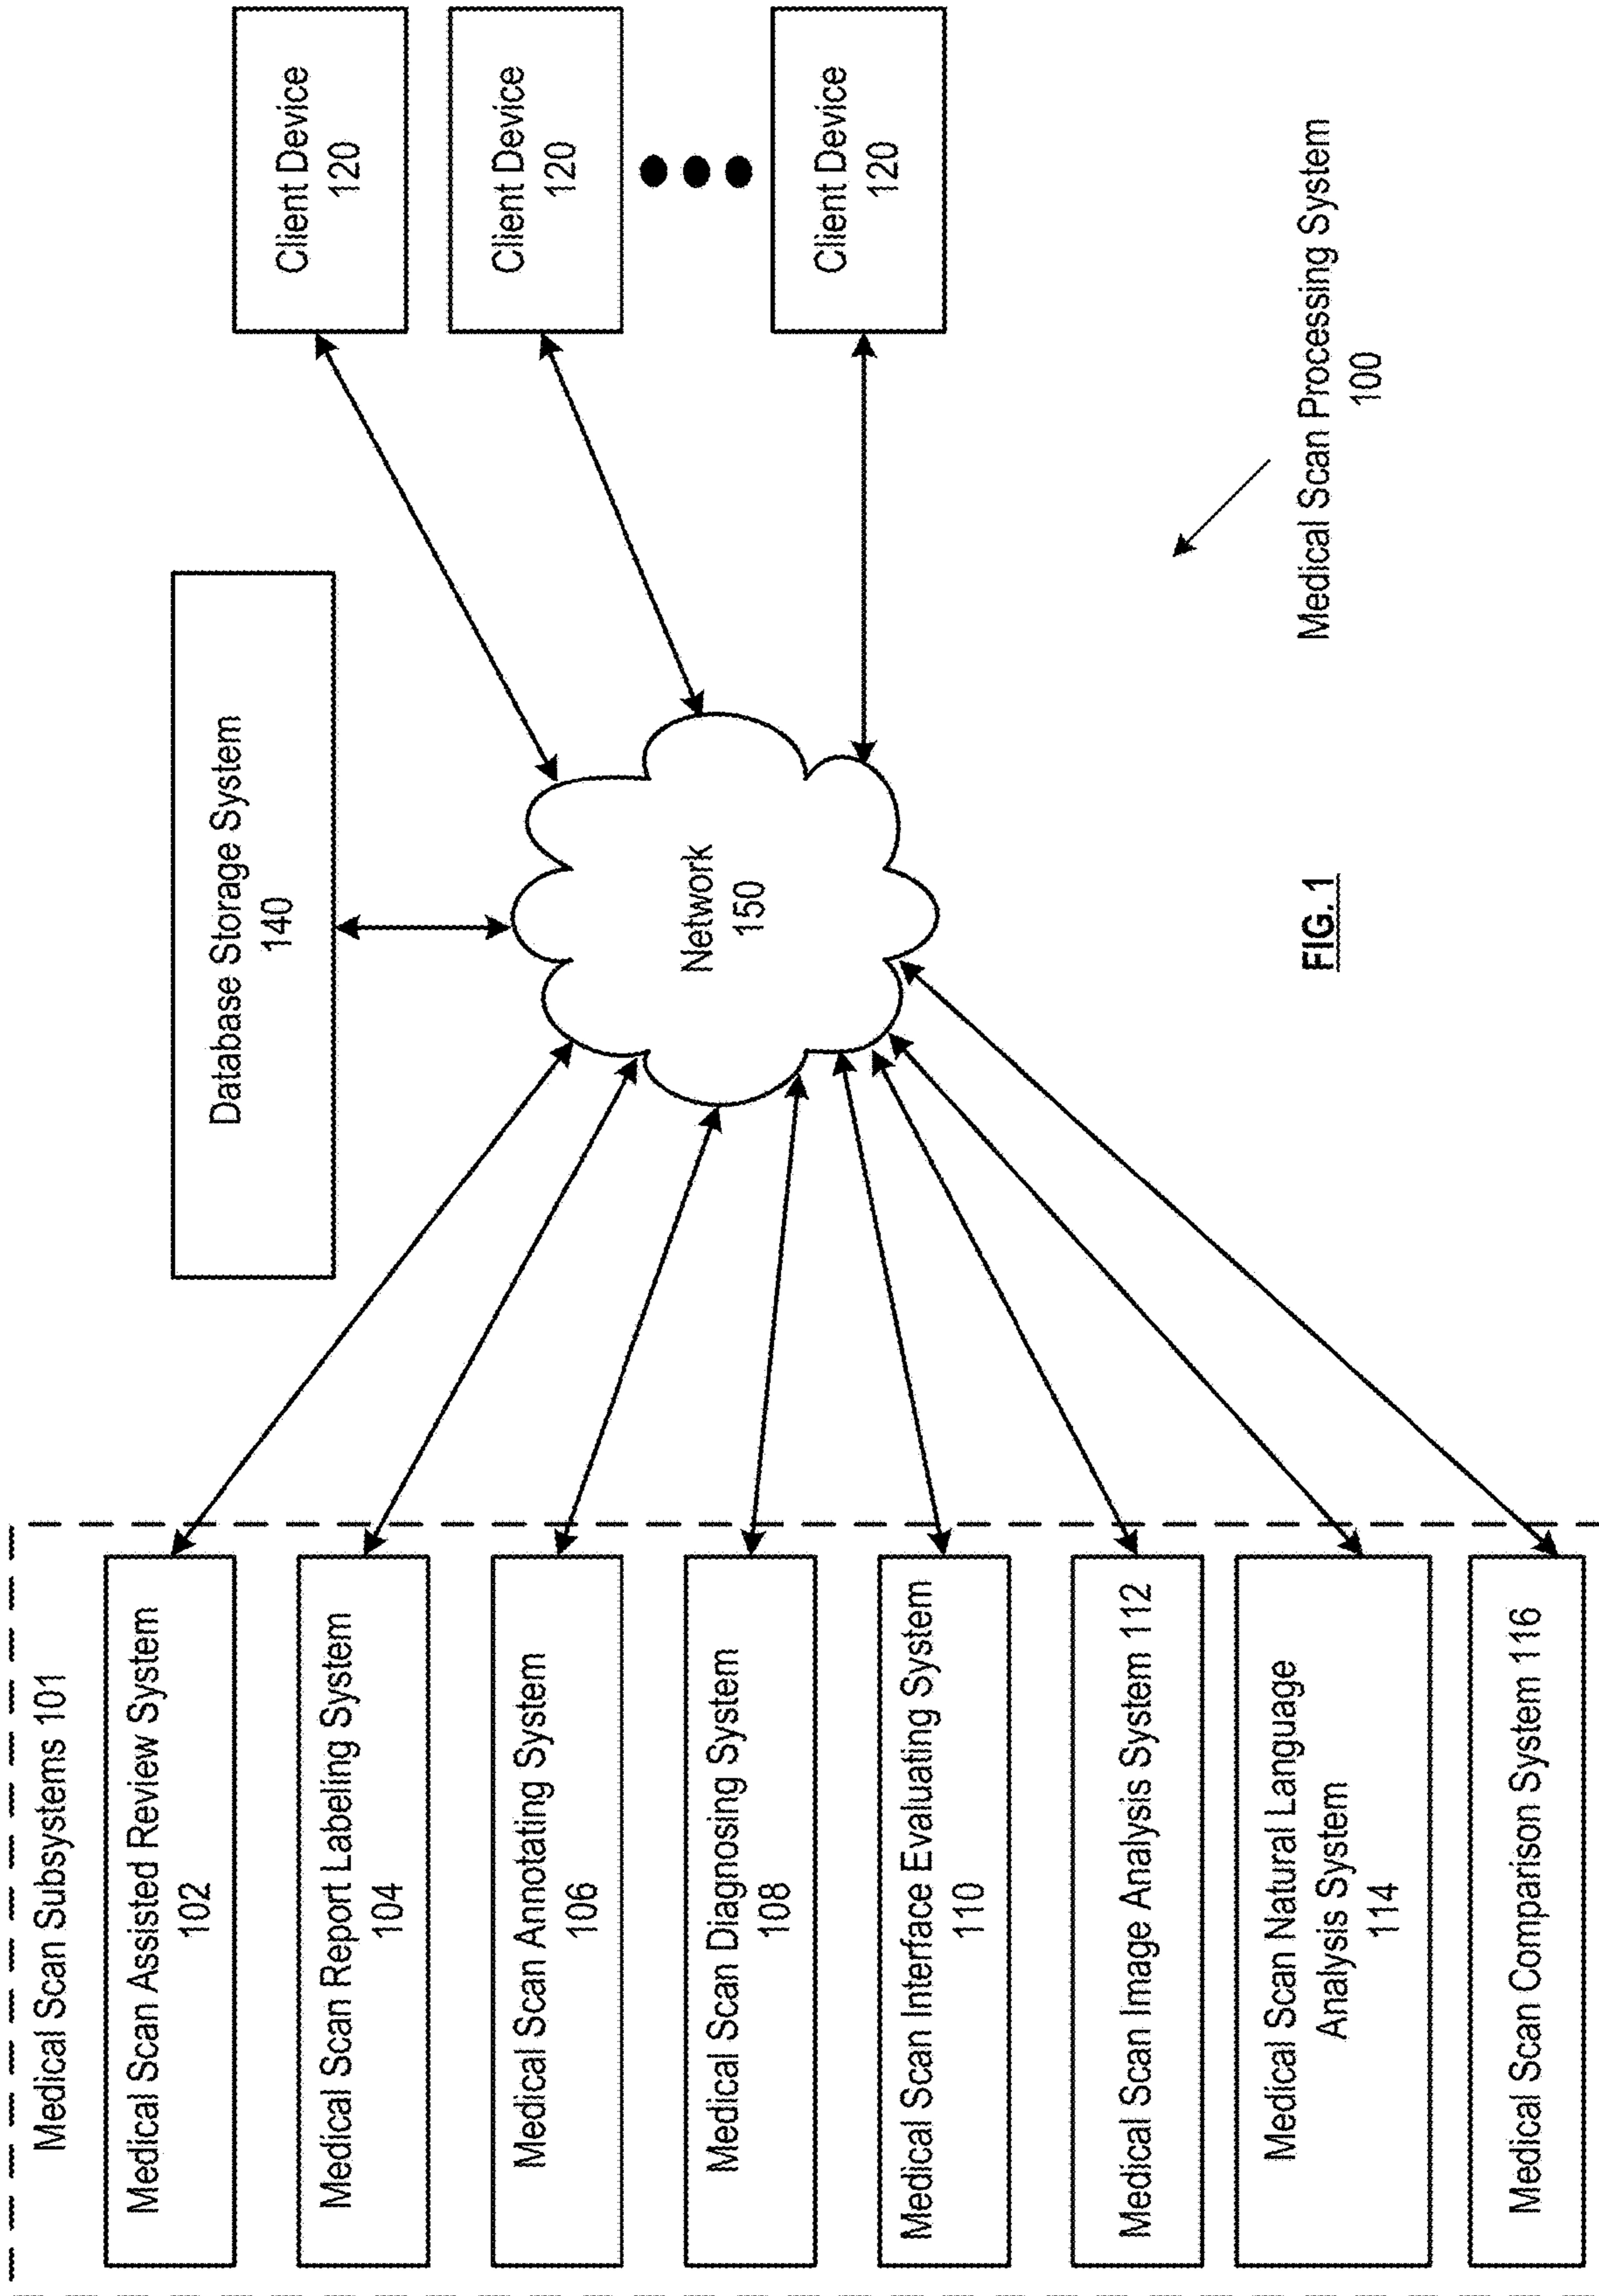 Medical Scan Subsystems 101
Medical Scan Assisted Review System
102
Medical Scan Report Labeling System
104
Medical Scan Annotating System
106
Medical Scan Diagnosing System
108
Medical Scan Interface Evaluating System
110
Medical Scan Image Analysis System 112
Medical Scan Natural Language
Analysis System
114
Medical Scan Comparison System 116
Database Storage System
140
Network
150
Client Device
120
Client Device
120
Client Device
120
Medical Scan Processing System
100
FIG. 1